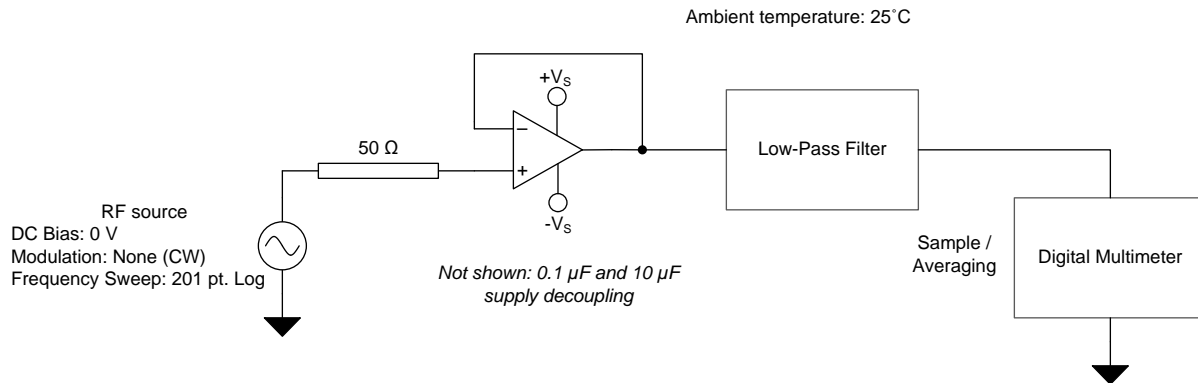 Ambient temperature: 25˚C
+VS
−
50 Ω
+
-VS
Low-Pass Filter
RF source
DC Bias: 0 V
Modulation: None (CW)
Frequency Sweep: 201 pt. Log
Not shown: 0.1 µF and 10 µF
supply decoupling
Sample /
Averaging
Digital Multimeter